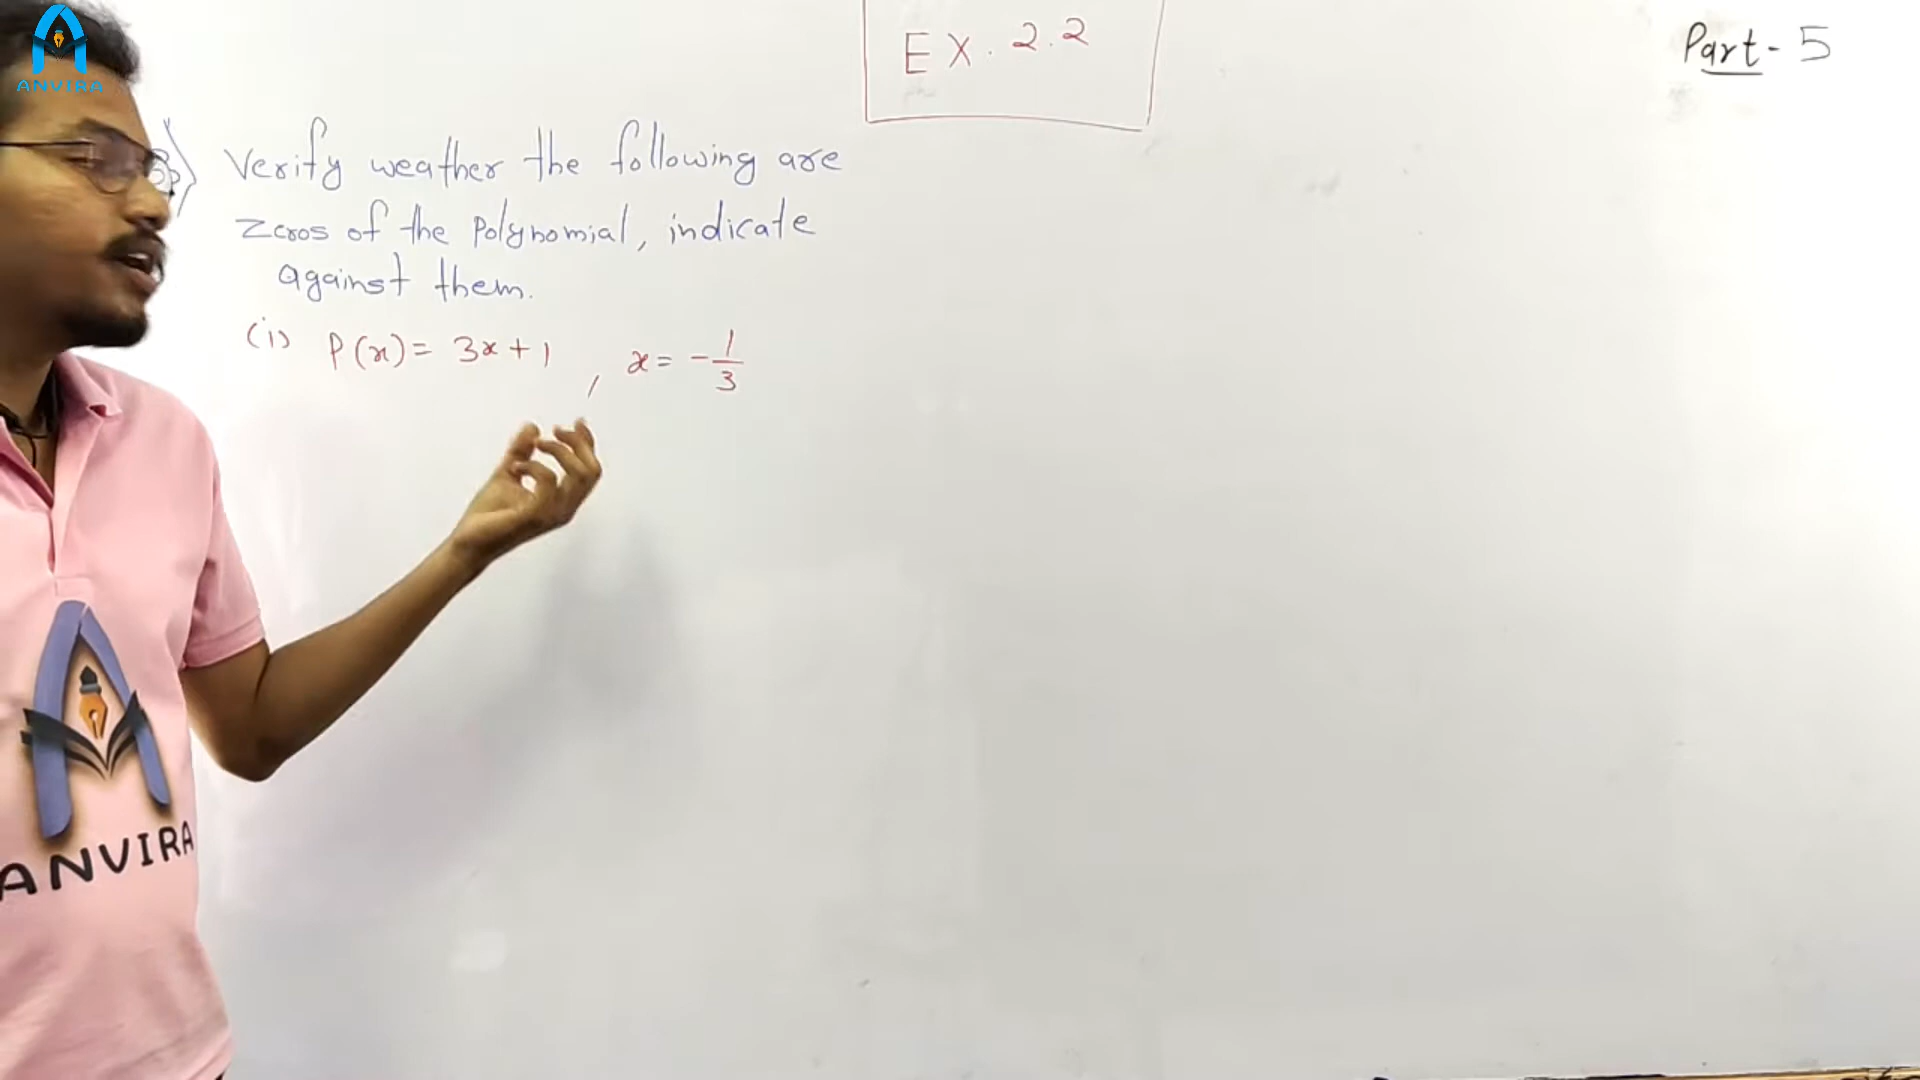 ANVIRA
EX. 2.2
Part - 5
Verify weather the following are
zeros of the Polynomial, indicate
against them.
(i) P(x) = 3x+1, x = -1/3
ANVIRA